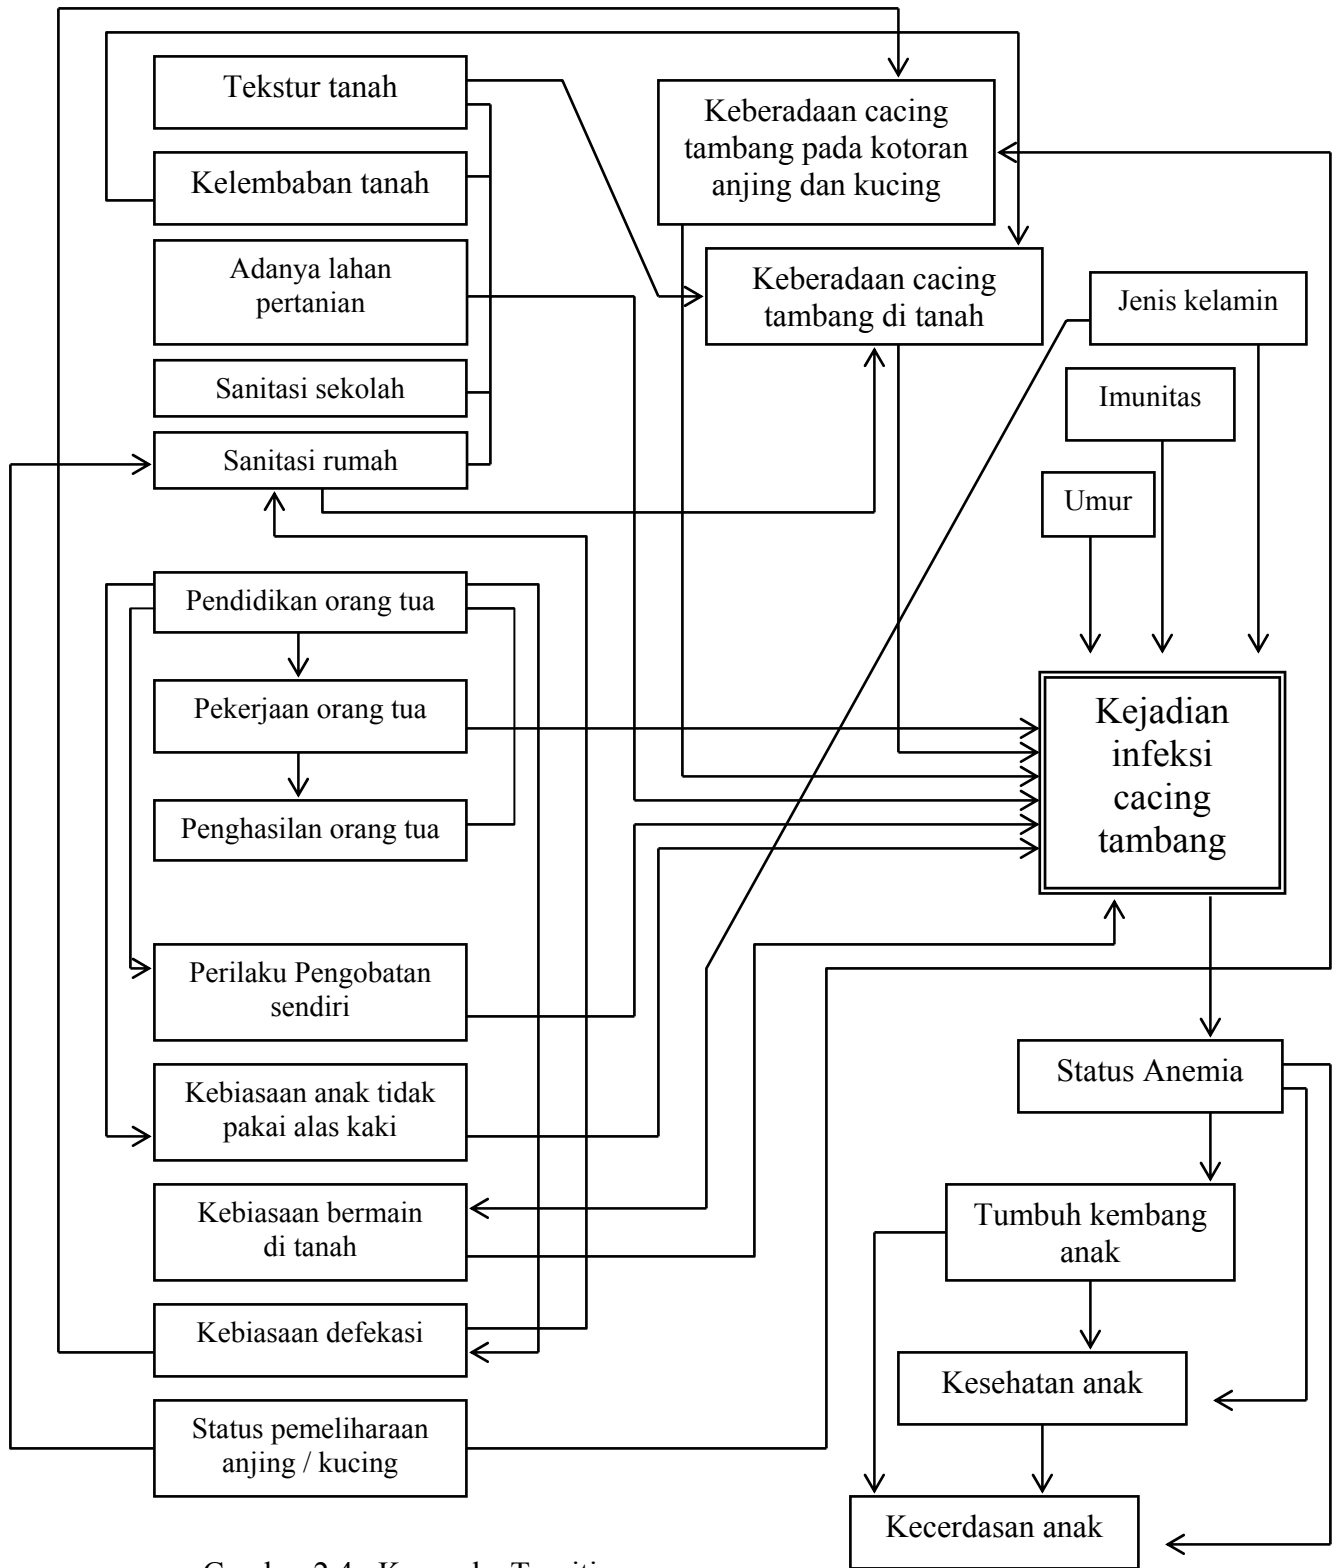 Tekstur tanah
Kelembaban tanah
Adanya lahan
pertanian
Sanitasi sekolah
Sanitasi rumah
Keberadaan cacing
tambang pada kotoran
anjing dan kucing
Keberadaan cacing
tambang di tanah
Jenis kelamin
Imunitas
Umur
Pendidikan orang tua
Pekerjaan orang tua
Penghasilan orang tua
Perilaku Pengobatan
sendiri
Kebiasaan anak tidak
pakai alas kaki
Kebiasaan bermain
di tanah
Kebiasaan defekasi
Status pemeliharaan
anjing / kucing
Kejadian
infeksi
cacing
tambang
Status Anemia
Tumbuh kembang
anak
Kesehatan anak
Kecerdasan anak